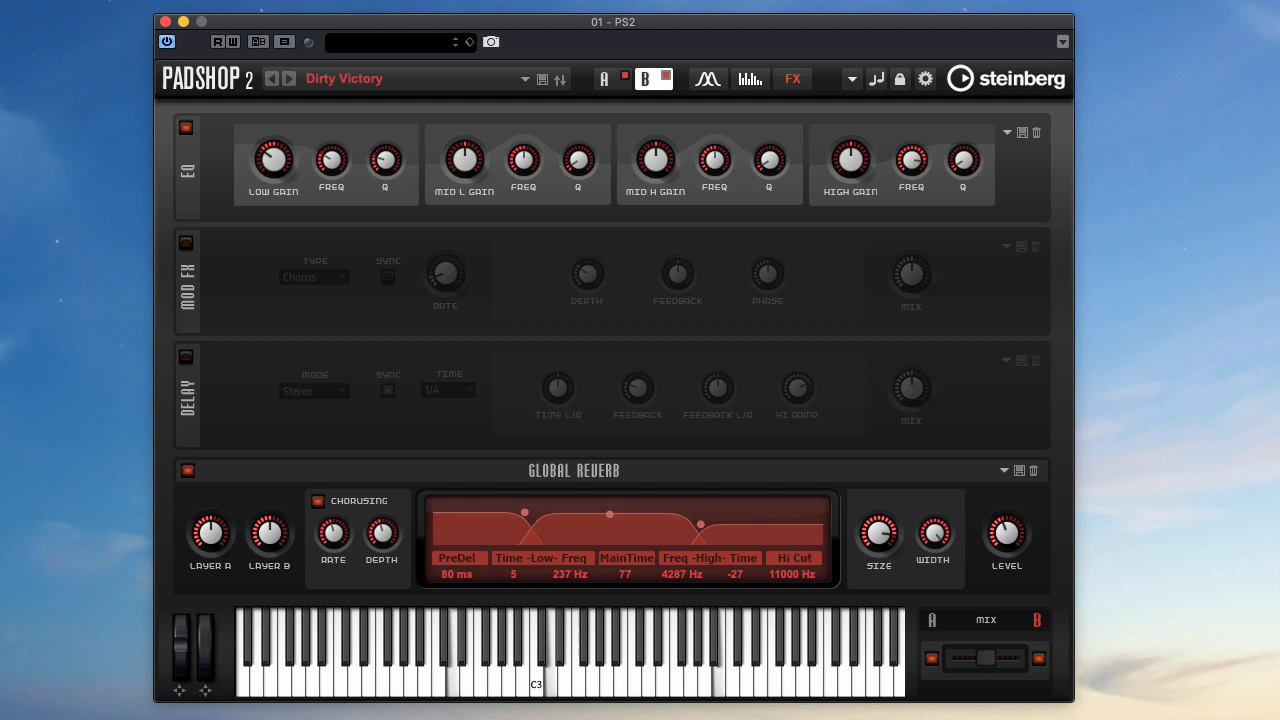 01 - PS2
R W AB
PADSHOP 2 Dirty Victory A B FX steinberg
EQ
LOW GAIN FREQ Q MID L GAIN FREQ Q MID H GAIN FREQ Q HIGH GAIN FREQ Q
MOD FX
TYPE SYNC
Chorus
RATE DEPTH FEEDBACK PHASE MIX
DELAY
MODE SYNC TIME
Stereo 1/4
TIME L/R FEEDBACK FEEDBACK L/R HI DAMP MIX
GLOBAL REVERB
CHORUSING
LAYER A LAYER B RATE DEPTH
PreDel Time -Low- Freq MainTime Freq -High- Time Hi Cut
80 ms 5 237 Hz 77 4287 Hz -27 11000 Hz
SIZE WIDTH LEVEL
A MIX B
C3